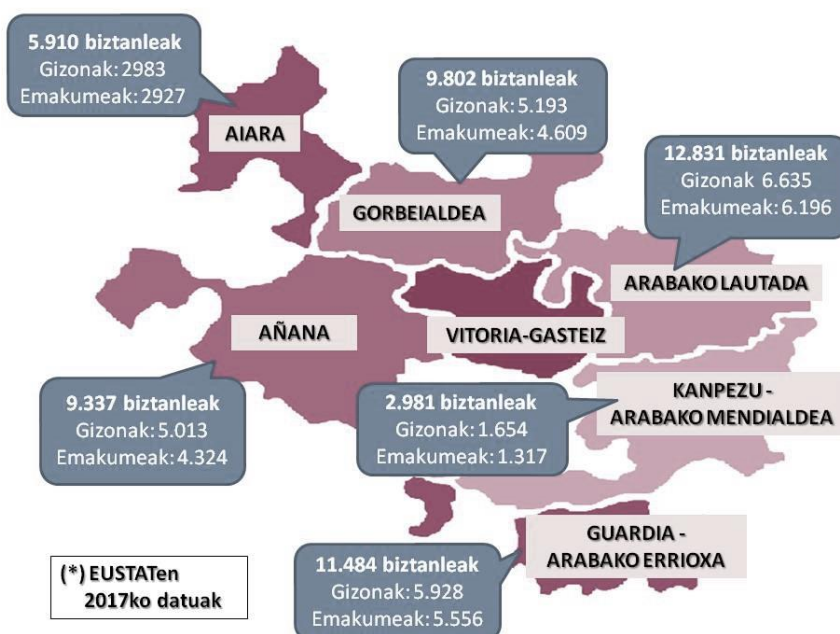 5.910 biztanleak
Gizonak: 2983
Emakumeak: 2927
AIARA
9.802 biztanleak
Gizonak: 5.193
Emakumeak: 4.609
GORBEIALDEA
12.831 biztanleak
Gizonak 6.635
Emakumeak: 6.196
ARABAKO LAUTADA
AÑANA
VITORIA-GASTEIZ
9.337 biztanleak
Gizonak: 5.013
Emakumeak: 4.324
2.981 biztanleak
Gizonak: 1.654
Emakumeak: 1.317
KANPEZU -
ARABAKO MENDIALDEA
11.484 biztanleak
Gizonak: 5.928
Emakumeak: 5.556
GUARDIA -
ARABAKO ERRIOXA
(*) EUSTATen
2017ko datuak